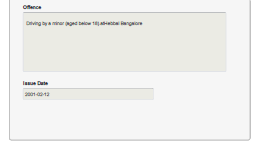 Offence
Driving by a minor (aged below 18) atHebbal Bangalore
Issue Date
2001-02-12